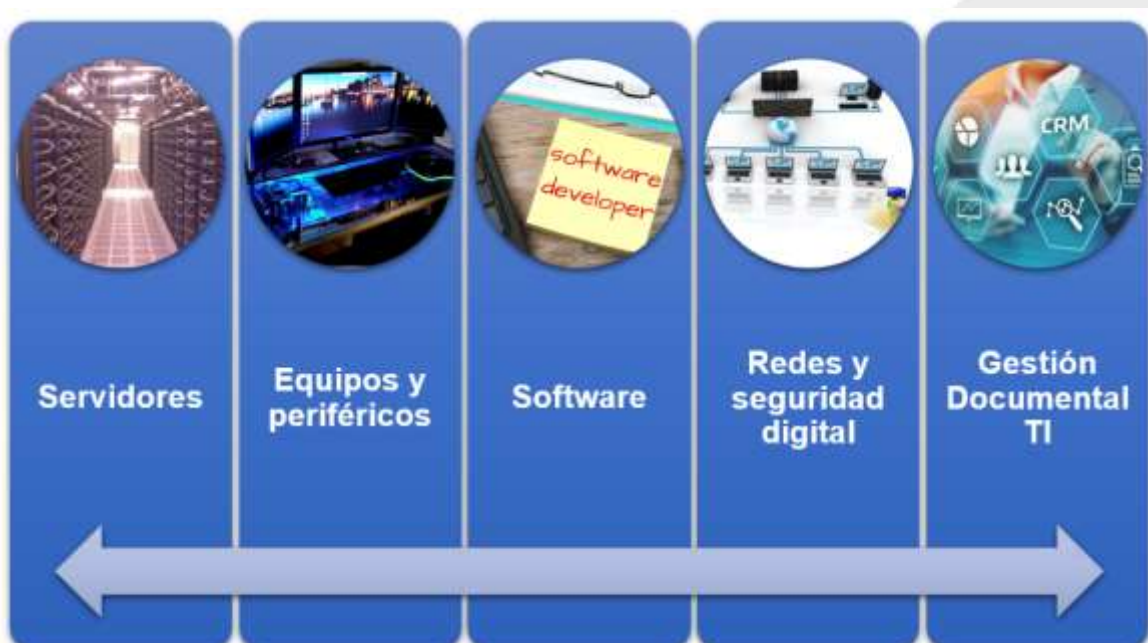 software
developer
CRM
Servidores
Equipos y
periféricos
Software
Redes y
seguridad
digital
Gestión
Documental
TI